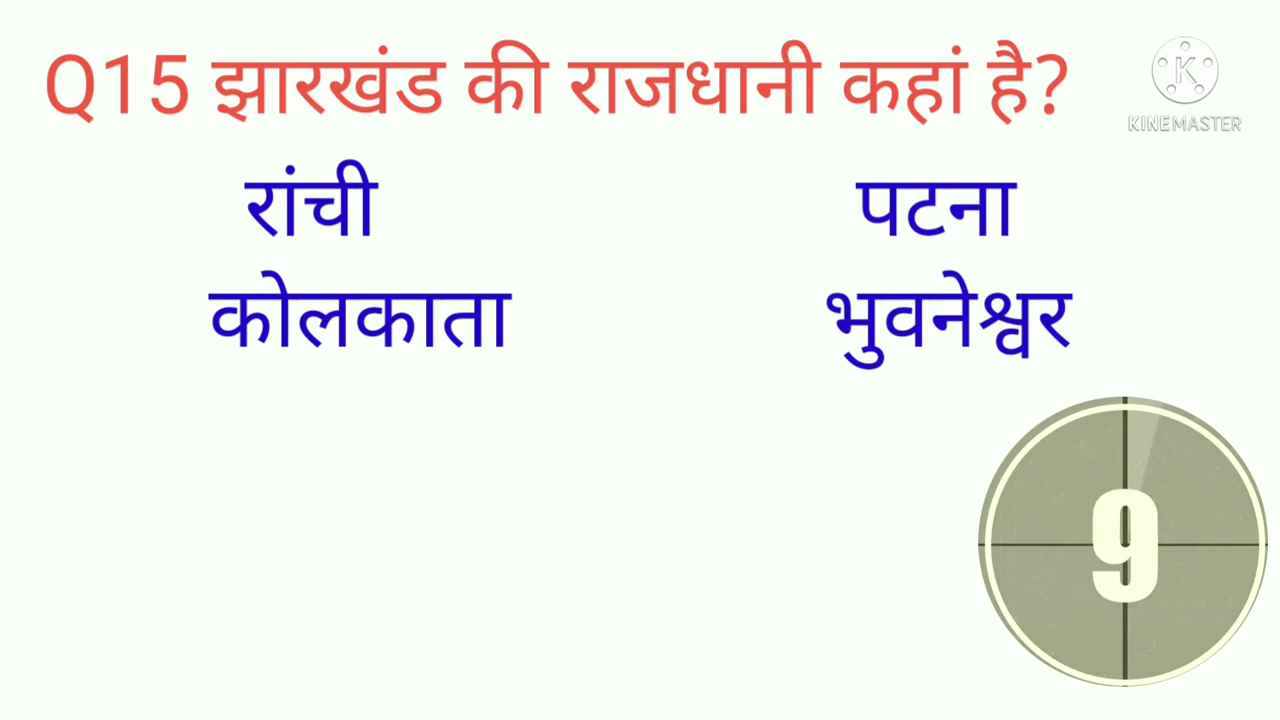 Q15 झारखंड की राजधानी कहां है?
K
KINEMASTER
रांची पटना
कोलकाता भुवनेश्वर
9